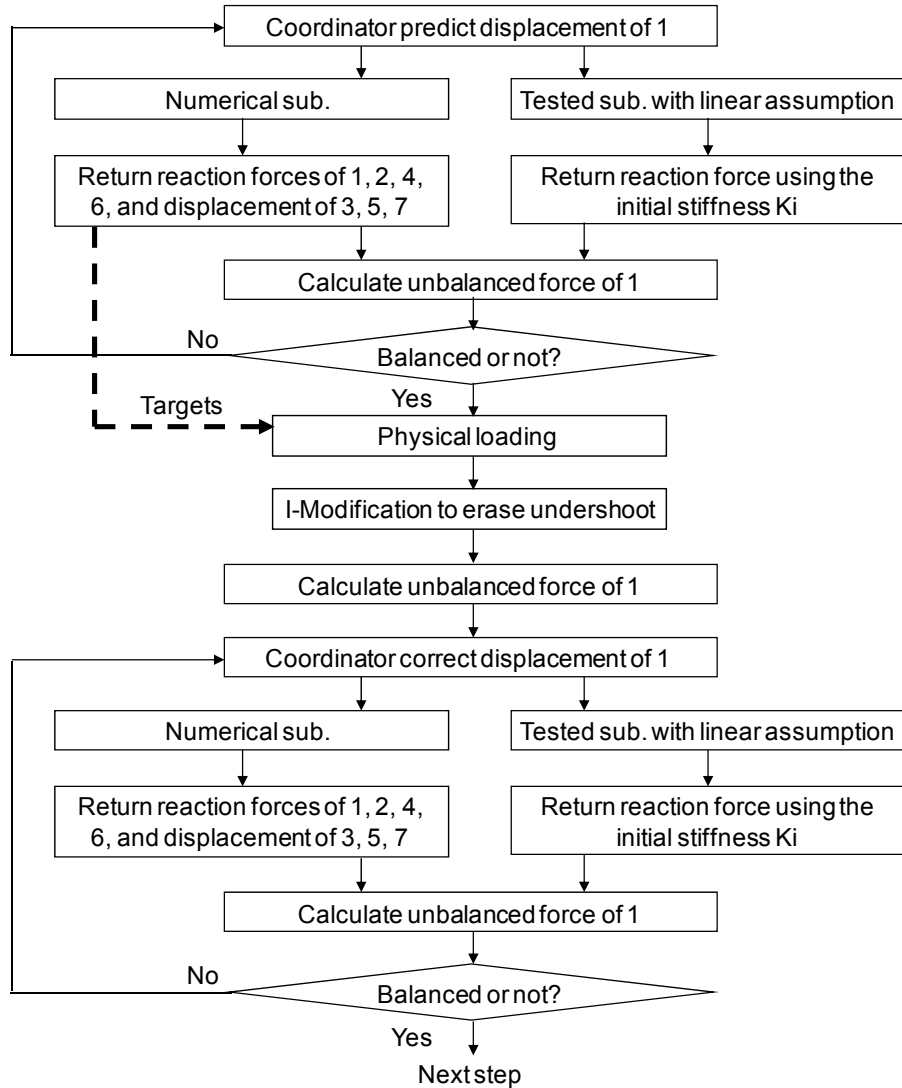 Coordinator predict displacement of 1
Numerical sub.
Tested sub. with linear assumption
Return reaction forces of 1, 2, 4,
6, and displacement of 3, 5, 7
Return reaction force using the
initial stiffness Ki
Calculate unbalanced force of 1
No
Balanced or not?
Yes
Targets
Physical loading
I-Modification to erase undershoot
Calculate unbalanced force of 1
Coordinator correct displacement of 1
Numerical sub.
Tested sub. with linear assumption
Return reaction forces of 1, 2, 4,
6, and displacement of 3, 5, 7
Return reaction force using the
initial stiffness Ki
Calculate unbalanced force of 1
No
Balanced or not?
Yes
Next step